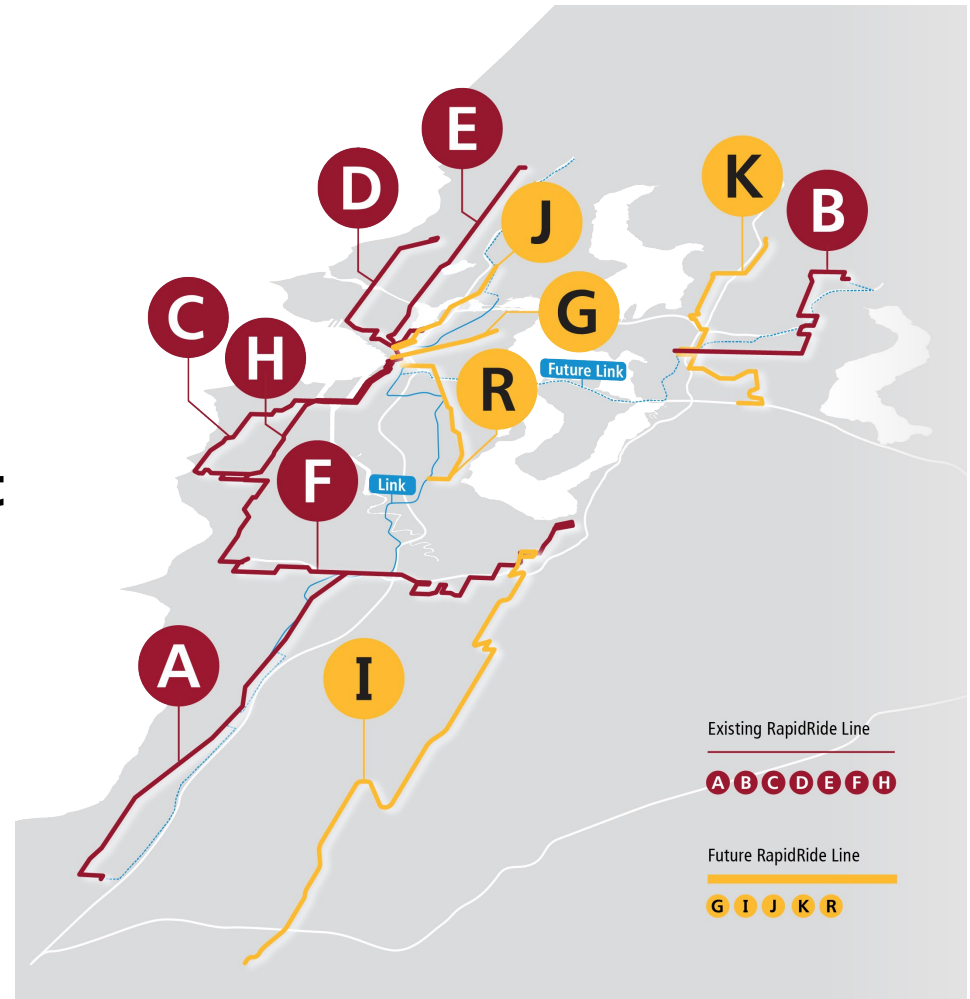 E
D
K
B
J
C
G
H
Future Link
R
F
Link
A
I
Existing RapidRide Line
A B C D E F H
Future RapidRide Line
G I J K R